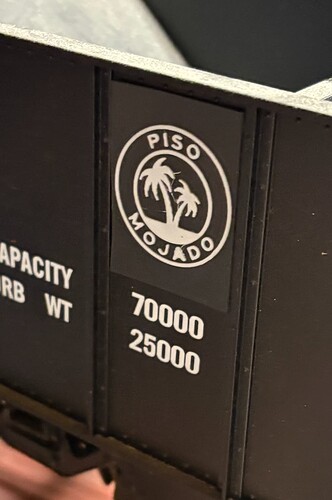 PISO
MOJADO
APACITY 70000
RB WT 25000